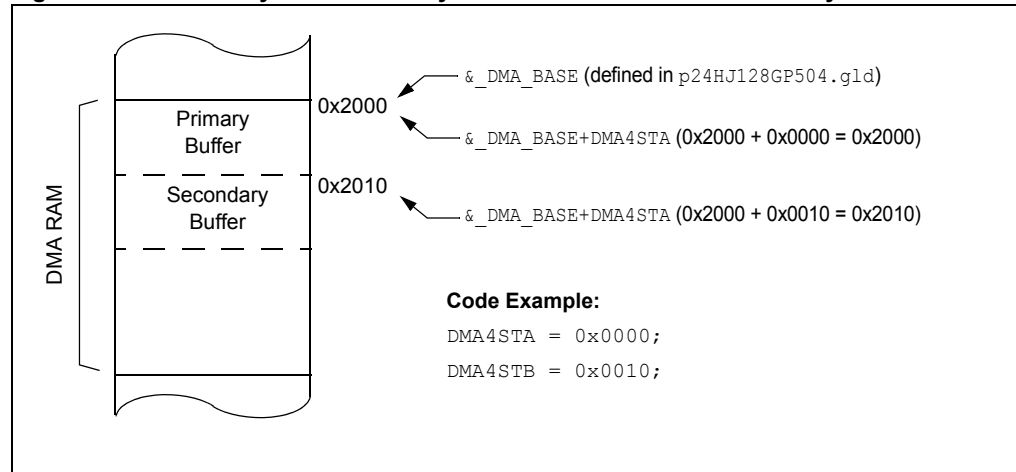 &_DMA_BASE (defined in p24HJ128GP504.gld)
0x2000
Primary
Buffer
&_DMA_BASE+DMA4STA (0x2000 + 0x0000 = 0x2000)
0x2010
Secondary
Buffer
&_DMA_BASE+DMA4STA (0x2000 + 0x0010 = 0x2010)
DMA RAM
Code Example:
DMA4STA = 0x0000;
DMA4STB = 0x0010;